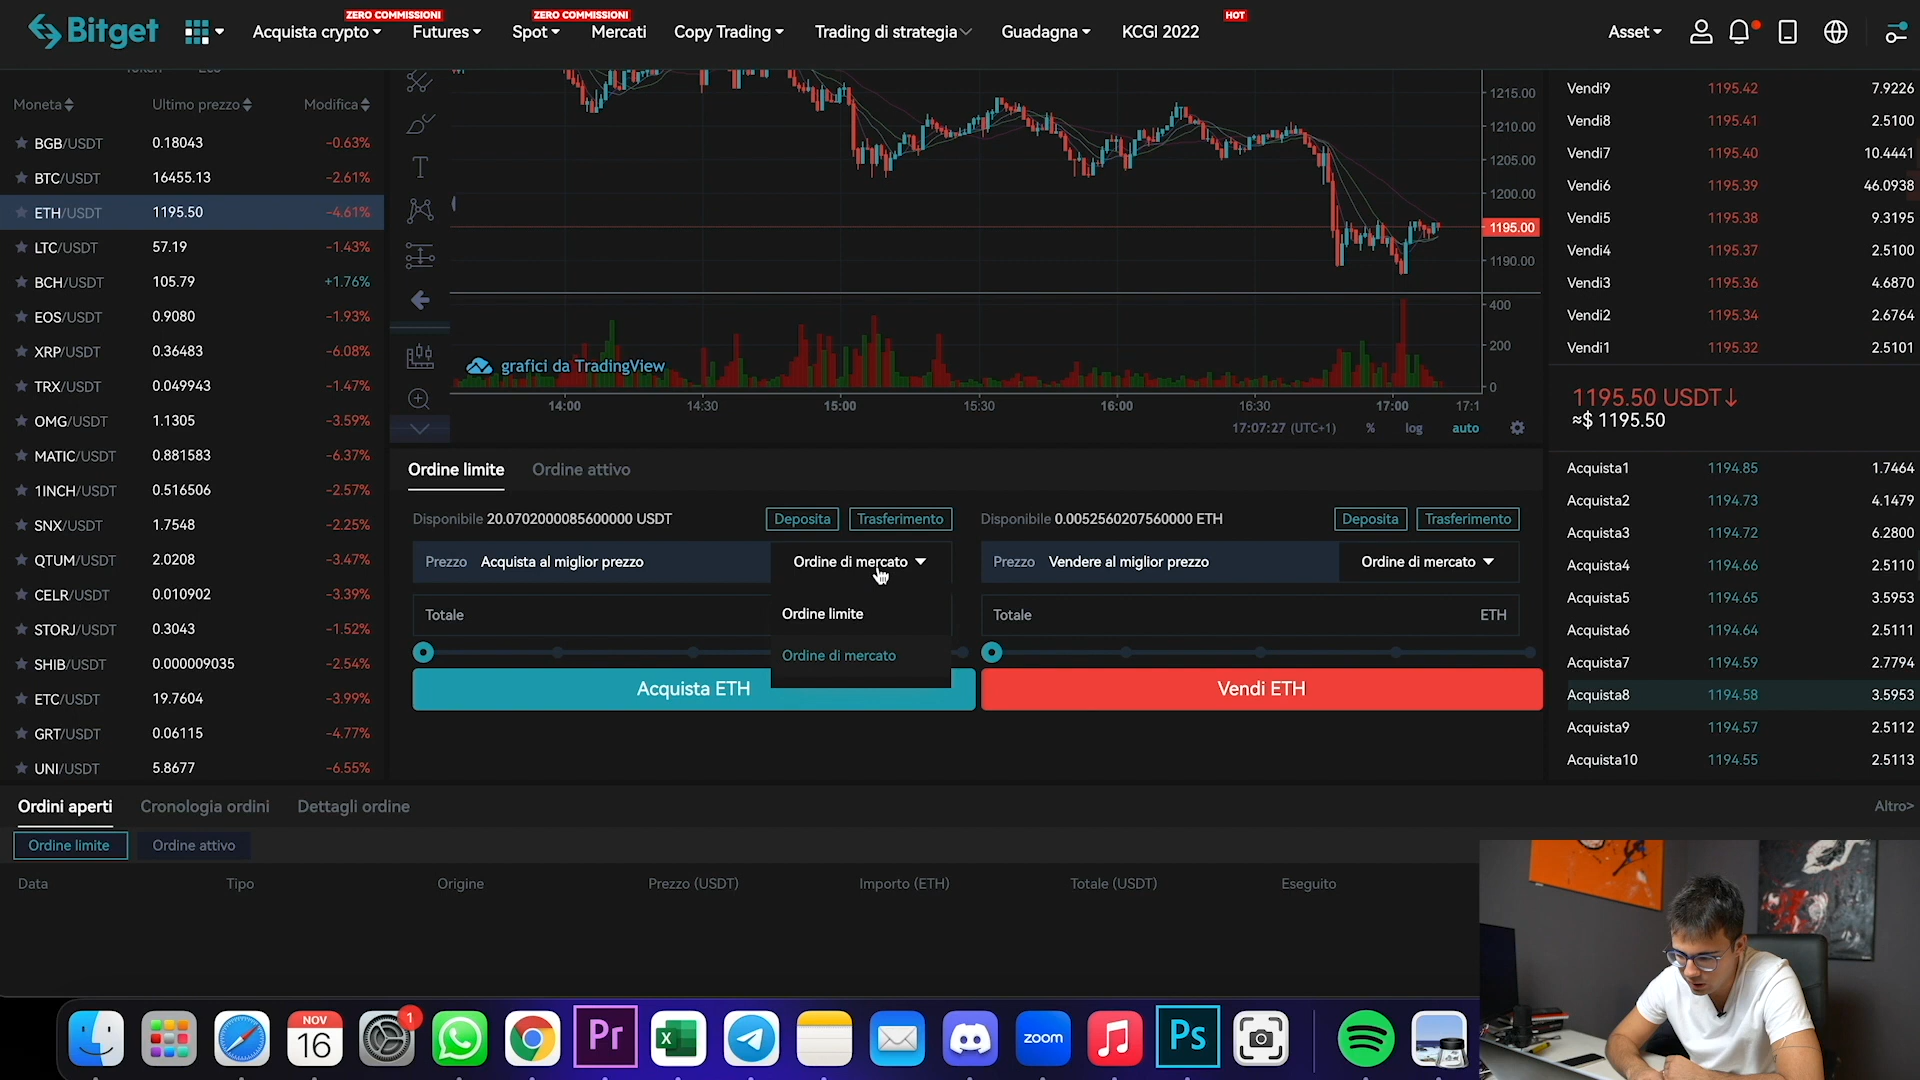 ZERO COMMISSIONI
ZERO COMMISSIONI
HOT
Bitget
Acquista crypto
Futures
Spot
Mercati
Copy Trading
Trading di strategia
Guadagna
KCGI 2022
Asset
Moneta
Ultimo prezzo
Modifica
BGB/USDT 0.18043 -0.63%
BTC/USDT 16455.13 -2.61%
ETH/USDT 1195.50 -4.61%
LTC/USDT 57.19 -1.43%
BCH/USDT 105.79 +1.76%
EOS/USDT 0.9080 -1.93%
XRP/USDT 0.36483 -6.08%
TRX/USDT 0.049943 -1.47%
OMG/USDT 1.1305 -3.59%
MATIC/USDT 0.881583 -6.37%
1INCH/USDT 0.516506 -2.57%
SNX/USDT 1.7548 -2.25%
QTUM/USDT 2.0208 -3.47%
CELR/USDT 0.010902 -3.39%
STORJ/USDT 0.3043 -1.52%
SHIB/USDT 0.000009035 -2.54%
ETC/USDT 19.7604 -3.99%
GRT/USDT 0.06115 -4.77%
UNI/USDT 5.8677 -6.55%
1215.00
1210.00
1205.00
1200.00
1195.00
1190.00
400
200
0
grafici da TradingView
14:00 14:30 15:00 15:30 16:00 16:30 17:00 17:1
17:07:27 (UTC+1) % log auto
Ordine limite Ordine attivo
Disponibile 20.0702000085600000 USDT Deposita Trasferimento
Prezzo Acquista al miglior prezzo Ordine di mercato
Totale
Ordine limite
Ordine di mercato
Acquista ETH
Disponibile 0.0052560207560000 ETH Deposita Trasferimento
Prezzo Vendere al miglior prezzo Ordine di mercato
Totale ETH
Vendi ETH
Vendi9 1195.42 7.9226
Vendi8 1195.41 2.5100
Vendi7 1195.40 10.4441
Vendi6 1195.39 46.0938
Vendi5 1195.38 9.3195
Vendi4 1195.37 2.5100
Vendi3 1195.36 4.6870
Vendi2 1195.34 2.6764
Vendi1 1195.32 2.5101
1195.50 USDT↓
≈$ 1195.50
Acquista1 1194.85 1.7464
Acquista2 1194.73 4.1479
Acquista3 1194.72 6.2800
Acquista4 1194.66 2.5110
Acquista5 1194.65 3.5953
Acquista6 1194.64 2.5111
Acquista7 1194.59 2.7794
Acquista8 1194.58 3.5953
Acquista9 1194.57 2.5112
Acquista10 1194.55 2.5113
Ordini aperti Cronologia ordini Dettagli ordine Altro>
Ordine limite Ordine attivo
Data Tipo Origine Prezzo (USDT) Importo (ETH) Totale (USDT) Eseguito
NOV
16
1
Pr
X
zoom
Ps